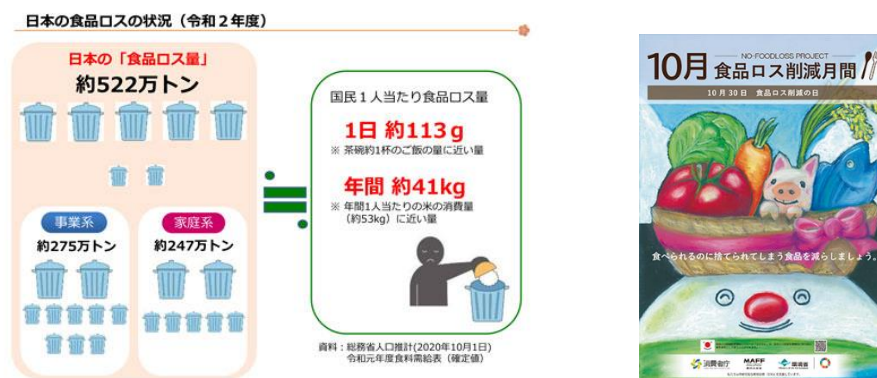 日本の食品ロスの状況（令和２年度）
日本の「食品ロス量」
約522万トン
事業系
約275万トン
家庭系
約247万トン
国民１人当たり食品ロス量
1日 約113ｇ
※ 茶碗約1杯のご飯の量に近い量
年間 約41kg
※ 年間1人当たりの米の消費量
（約53kg）に近い量
資料：総務省人口推計(2020年10月1日)
令和元年度食料需給表（確定値）
NO-FOODLOSS PROJECT
10月 食品ロス削減月間
10月30日 食品ロス削減の日
食べられるのに捨てられてしまう食品を減らしましょう。
消費者庁
MAFF
環境省